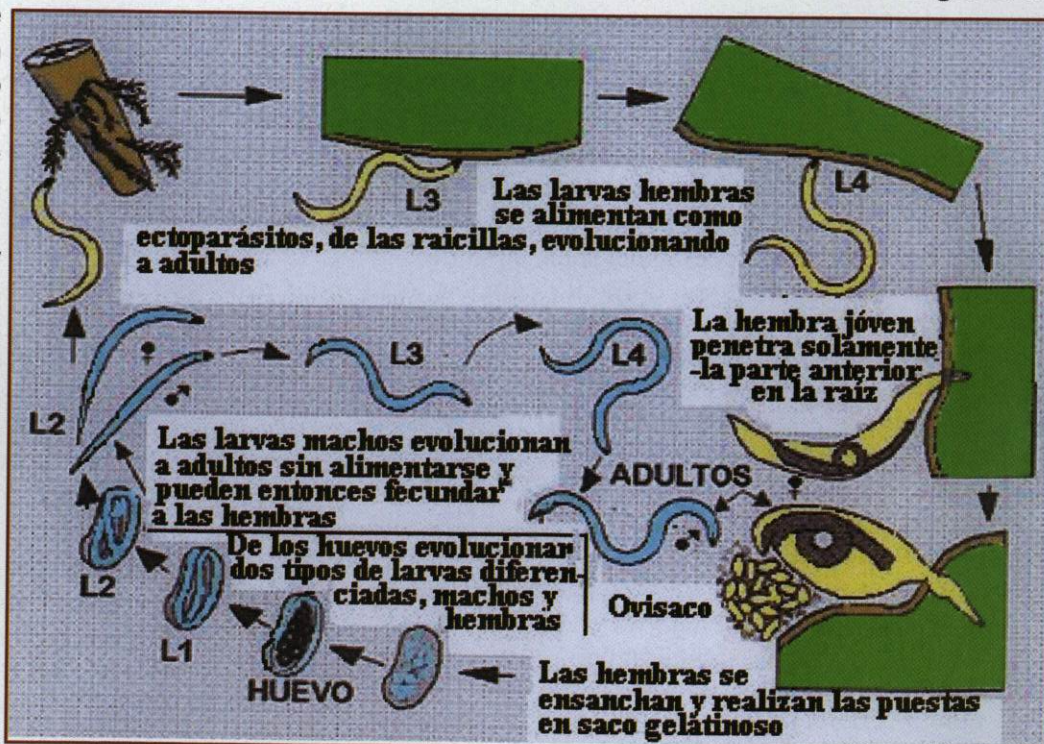 L3
Las larvas hembras
se alimentan como
ectoparásitos, de las raicillas, evolucionando
a adultos
L4
La hembra jóven
penetra solamente
-la parte anterior
en la raíz
L2
♀
♂
L3
L4
Las larvas machos evolucionan
a adultos sin alimentarse y
pueden entonces fecundar
a las hembras
ADULTOS
♀
♂
De los huevos evolucionan
dos tipos de larvas diferen-
ciadas, machos y
hembras
Ovisaco
L2
L1
HUEVO
Las hembras se
ensanchan y realizan las puestas
en saco gelatinoso